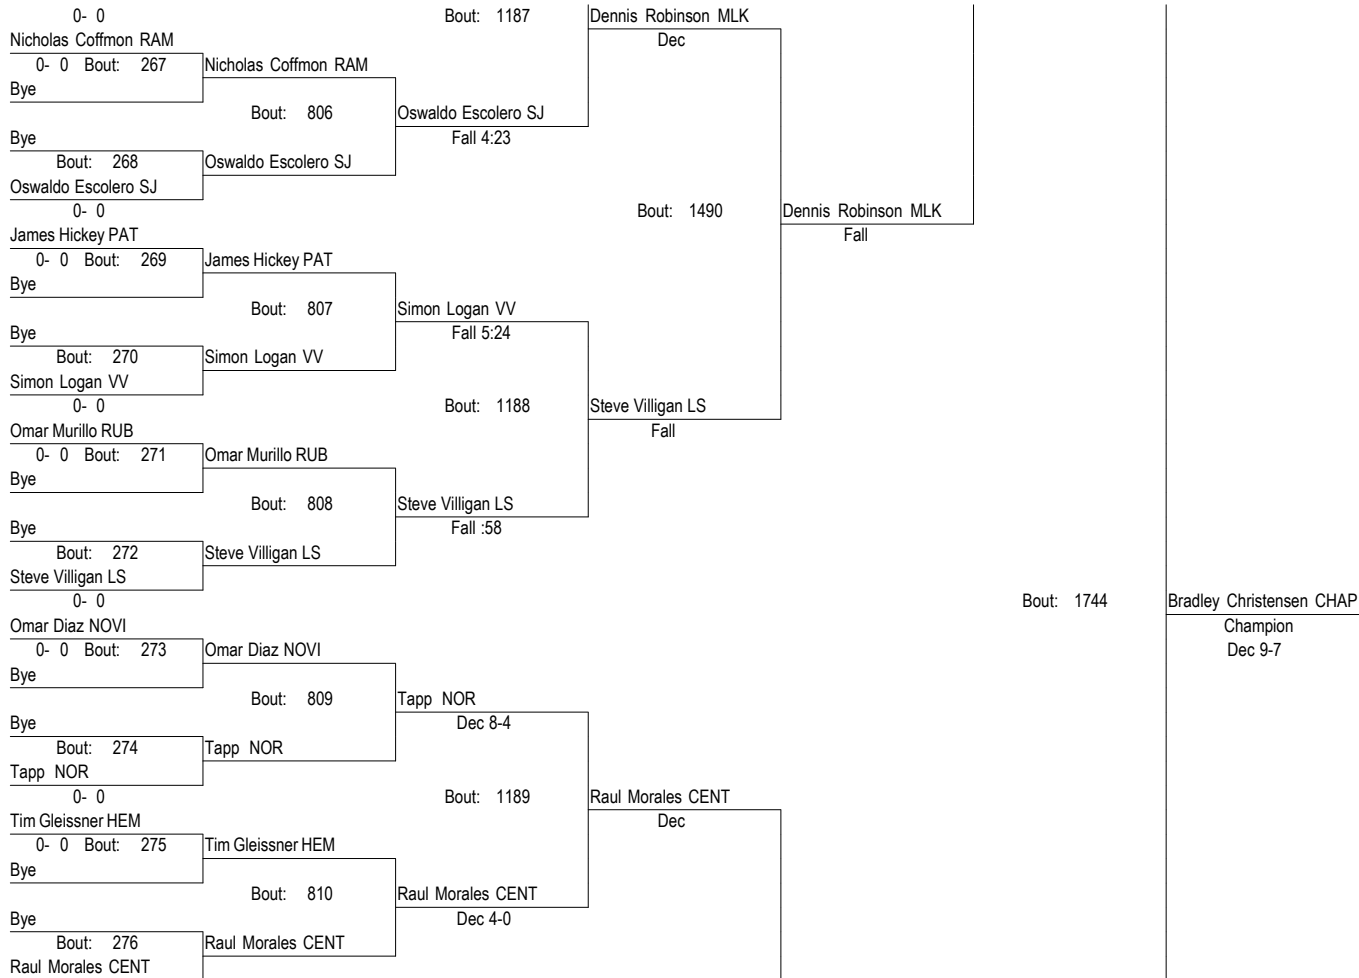 0- 0 Bout: 1187 Dennis Robinson MLK
Nicholas Coffmon RAM Dec
0- 0 Bout: 267 Nicholas Coffmon RAM
Bye
Bout: 806 Oswaldo Escolero SJ
Bye Fall 4:23
Bout: 268 Oswaldo Escolero SJ
Oswaldo Escolero SJ
0- 0 Bout: 1490 Dennis Robinson MLK
James Hickey PAT Fall
0- 0 Bout: 269 James Hickey PAT
Bye
Bout: 807 Simon Logan VV
Bye Fall 5:24
Bout: 270 Simon Logan VV
Simon Logan VV
0- 0 Bout: 1188 Steve Villigan LS
Omar Murillo RUB Fall
0- 0 Bout: 271 Omar Murillo RUB
Bye
Bout: 808 Steve Villigan LS
Bye Fall :58
Bout: 272 Steve Villigan LS
Steve Villigan LS
0- 0 Bout: 1744 Bradley Christensen CHAP
Omar Diaz NOVI Champion
0- 0 Bout: 273 Omar Diaz NOVI Dec 9-7
Bye
Bout: 809 Tapp NOR
Bye Dec 8-4
Bout: 274 Tapp NOR
Tapp NOR
0- 0 Bout: 1189 Raul Morales CENT
Tim Gleissner HEM Dec
0- 0 Bout: 275 Tim Gleissner HEM
Bye
Bout: 810 Raul Morales CENT
Bye Dec 4-0
Bout: 276 Raul Morales CENT
Raul Morales CENT